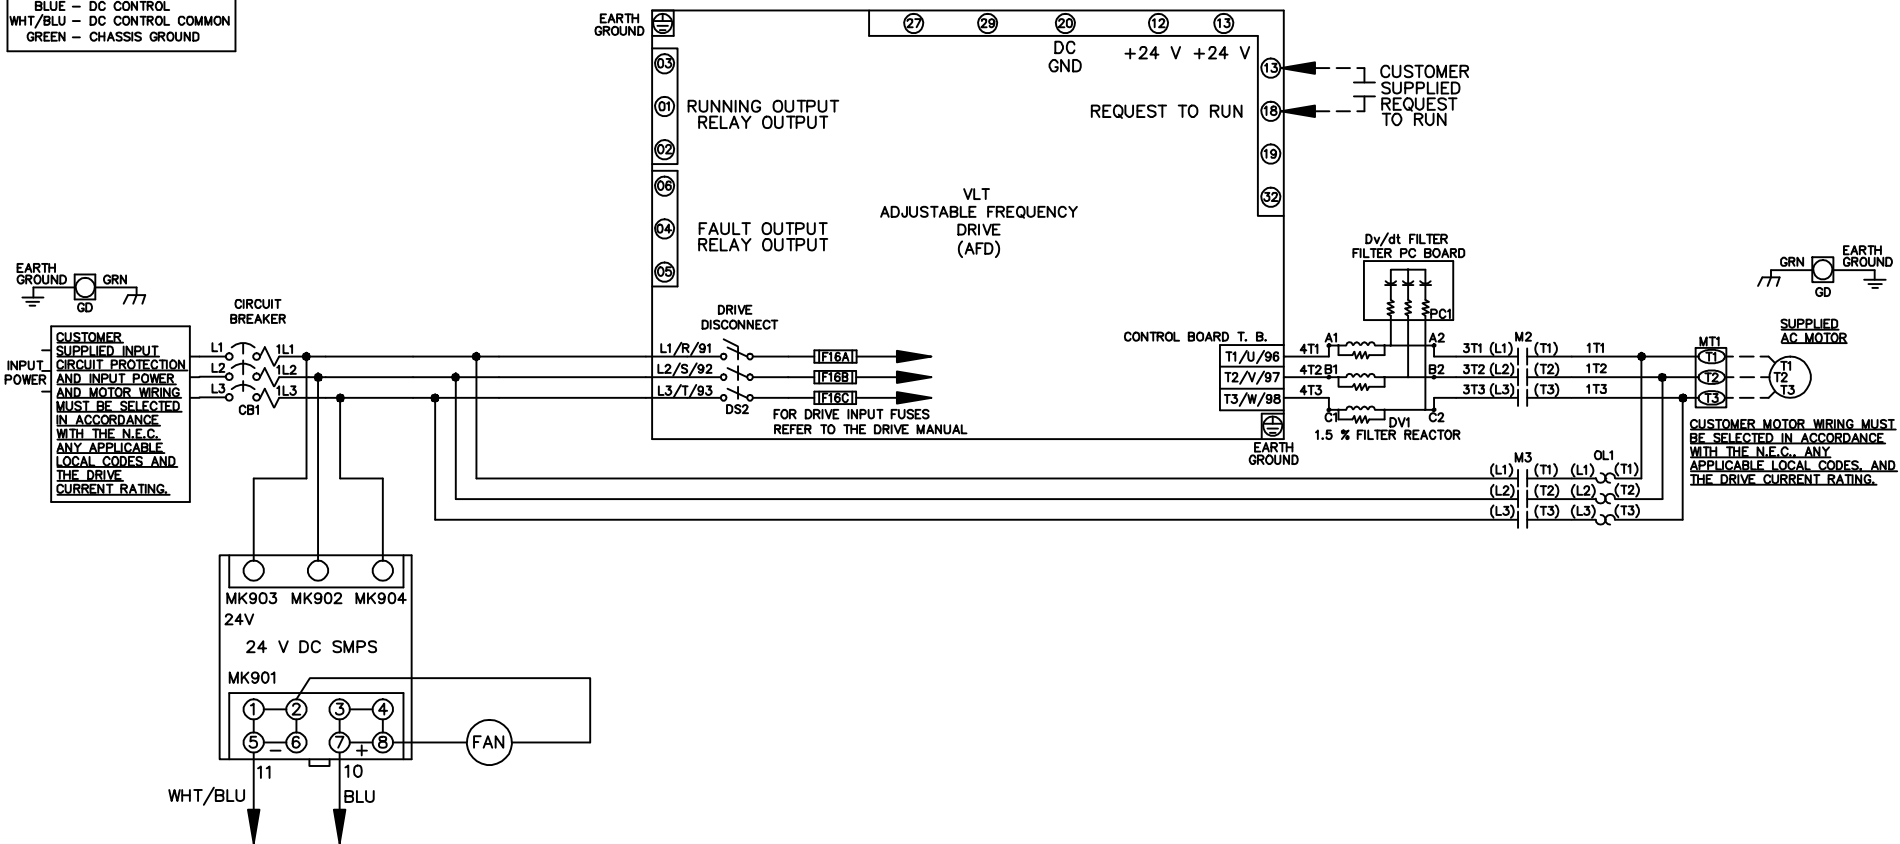 BLUE – DC CONTROL
WHT/BLU – DC CONTROL COMMON
GREEN – CHASSIS GROUND
EARTH
GROUND
27
29
20
12
13
DC
GND
+24 V
+24 V
03
01
02
RUNNING OUTPUT
RELAY OUTPUT
06
04
05
FAULT OUTPUT
RELAY OUTPUT
REQUEST TO RUN
13
18
19
32
CUSTOMER
SUPPLIED
REQUEST
TO RUN
VLT
ADJUSTABLE FREQUENCY
DRIVE
(AFD)
EARTH
GROUND
GRN
GD
INPUT
POWER
CUSTOMER
SUPPLIED INPUT
CIRCUIT PROTECTION
AND INPUT POWER
AND MOTOR WIRING
MUST BE SELECTED
IN ACCORDANCE
WITH THE N.E.C.
ANY APPLICABLE
LOCAL CODES AND
THE DRIVE
CURRENT RATING.
CIRCUIT
BREAKER
L1
1L1
L2
1L2
L3
1L3
CB1
DRIVE
DISCONNECT
L1/R/91
F16A
L2/S/92
F16B
L3/T/93
F16C
DS2
FOR DRIVE INPUT FUSES
REFER TO THE DRIVE MANUAL
CONTROL BOARD T. B.
T1/U/96
T2/V/97
T3/W/98
EARTH
GROUND
Dv/dt FILTER
FILTER PC BOARD
PC1
4T1
A1
A2
4T2
B1
B2
4T3
C1
C2
DV1
1.5 % FILTER REACTOR
M2
3T1 (L1)
(T1)
1T1
3T2 (L2)
(T2)
1T2
3T3 (L3)
(T3)
1T3
M3
OL1
(L1)
(T1)
(L1)
(T1)
(L2)
(T2)
(L2)
(T2)
(L3)
(T3)
(L3)
(T3)
GRN
EARTH
GROUND
GD
SUPPLIED
AC MOTOR
MT1
T1
T2
T3
T1
T2
T3
CUSTOMER MOTOR WIRING MUST
BE SELECTED IN ACCORDANCE
WITH THE N.E.C., ANY
APPLICABLE LOCAL CODES, AND
THE DRIVE CURRENT RATING.
MK903
MK902
MK904
24V
24 V DC SMPS
MK901
1
2
3
4
5
–
6
7
+
8
FAN
11
10
WHT/BLU
BLU